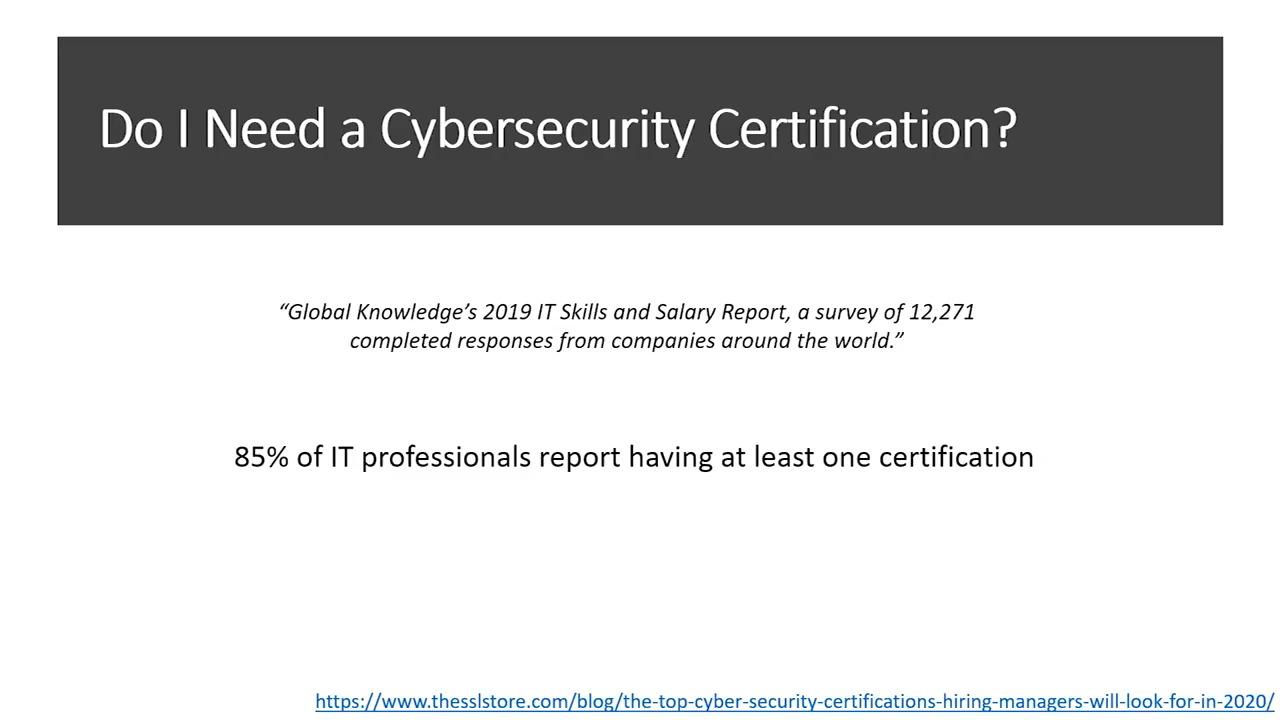 Do I Need a Cybersecurity Certification?
“Global Knowledge’s 2019 IT Skills and Salary Report, a survey of 12,271
completed responses from companies around the world.”
85% of IT professionals report having at least one certification
https://www.thesslstore.com/blog/the-top-cyber-security-certifications-hiring-managers-will-look-for-in-2020/